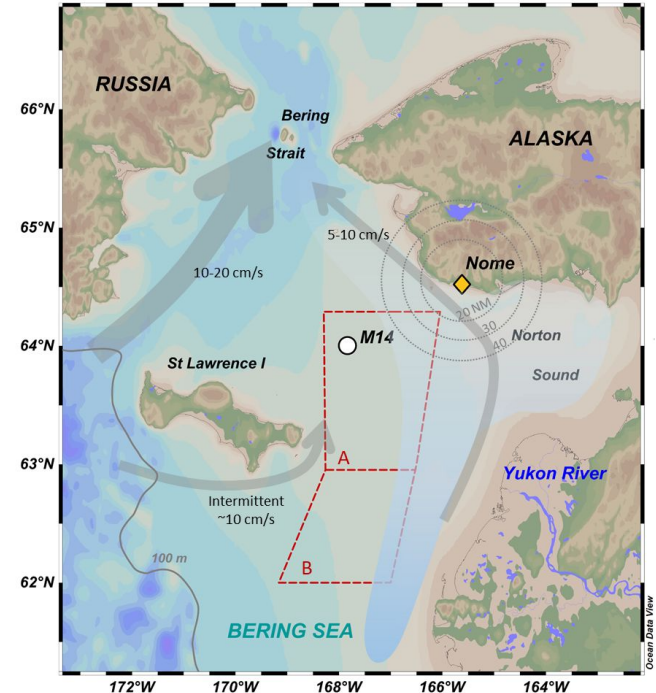 RUSSIA
66°N
Bering
Strait
ALASKA
65°N
5-10 cm/s
10-20 cm/s
Nome
20 NM
30
40
Norton
Sound
64°N
M14
St Lawrence I
63°N
A
Yukon River
Intermittent
~10 cm/s
100 m
B
62°N
BERING SEA
172°W
170°W
168°W
166°W
164°W
Ocean Data View